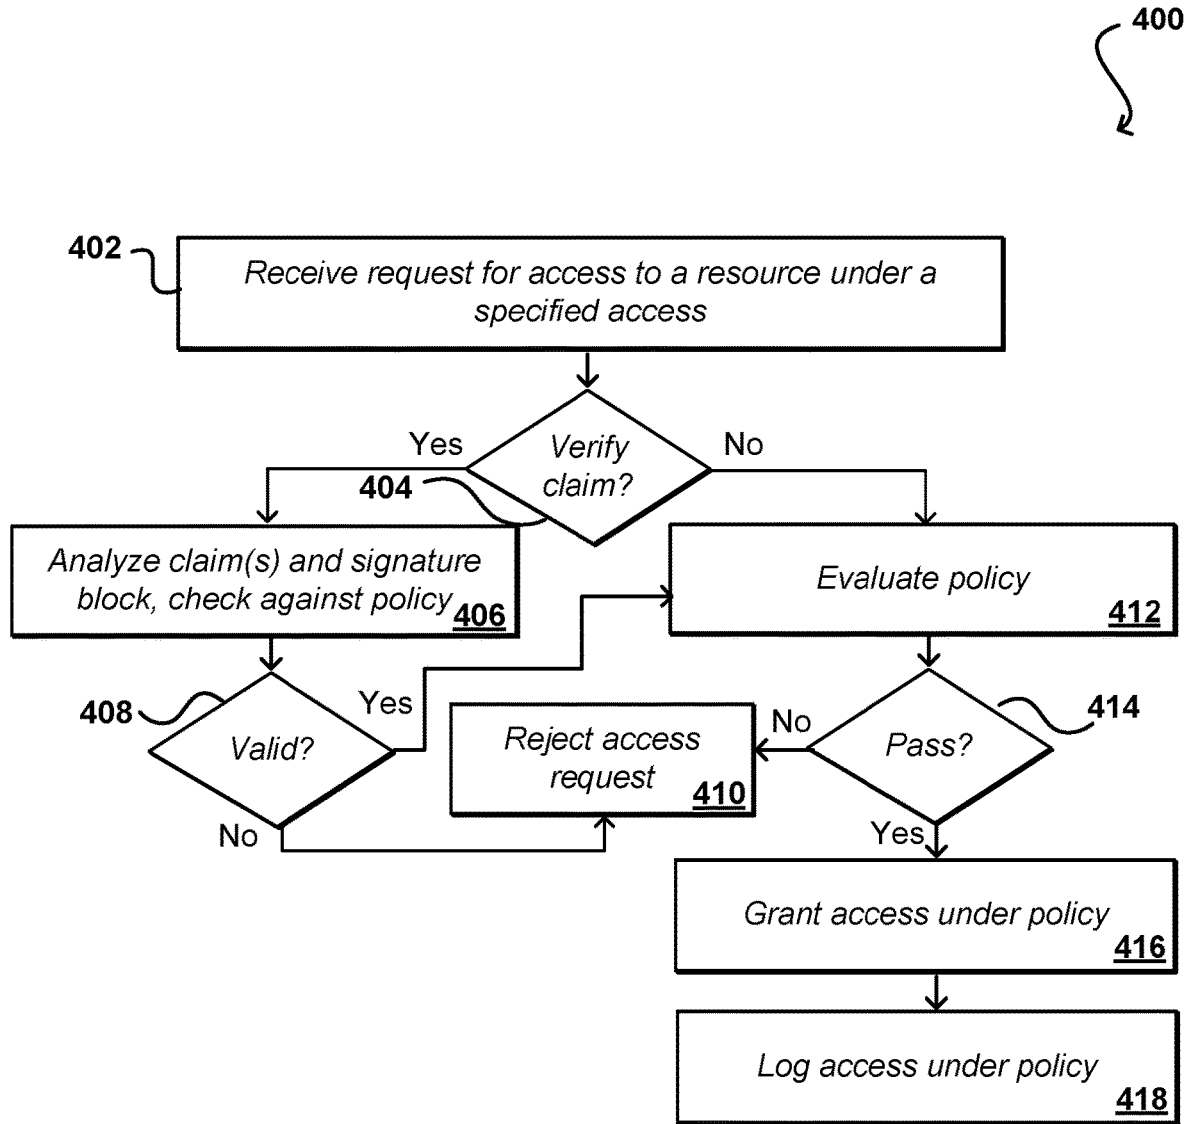 400
402
Receive request for access to a resource under a
specified access
Yes
Verify
claim?
No
404
Analyze claim(s) and signature
block, check against policy
406
Evaluate policy
412
408
Valid?
Yes
No
Reject access
request
410
No
Pass?
414
Yes
Grant access under policy
416
Log access under policy
418